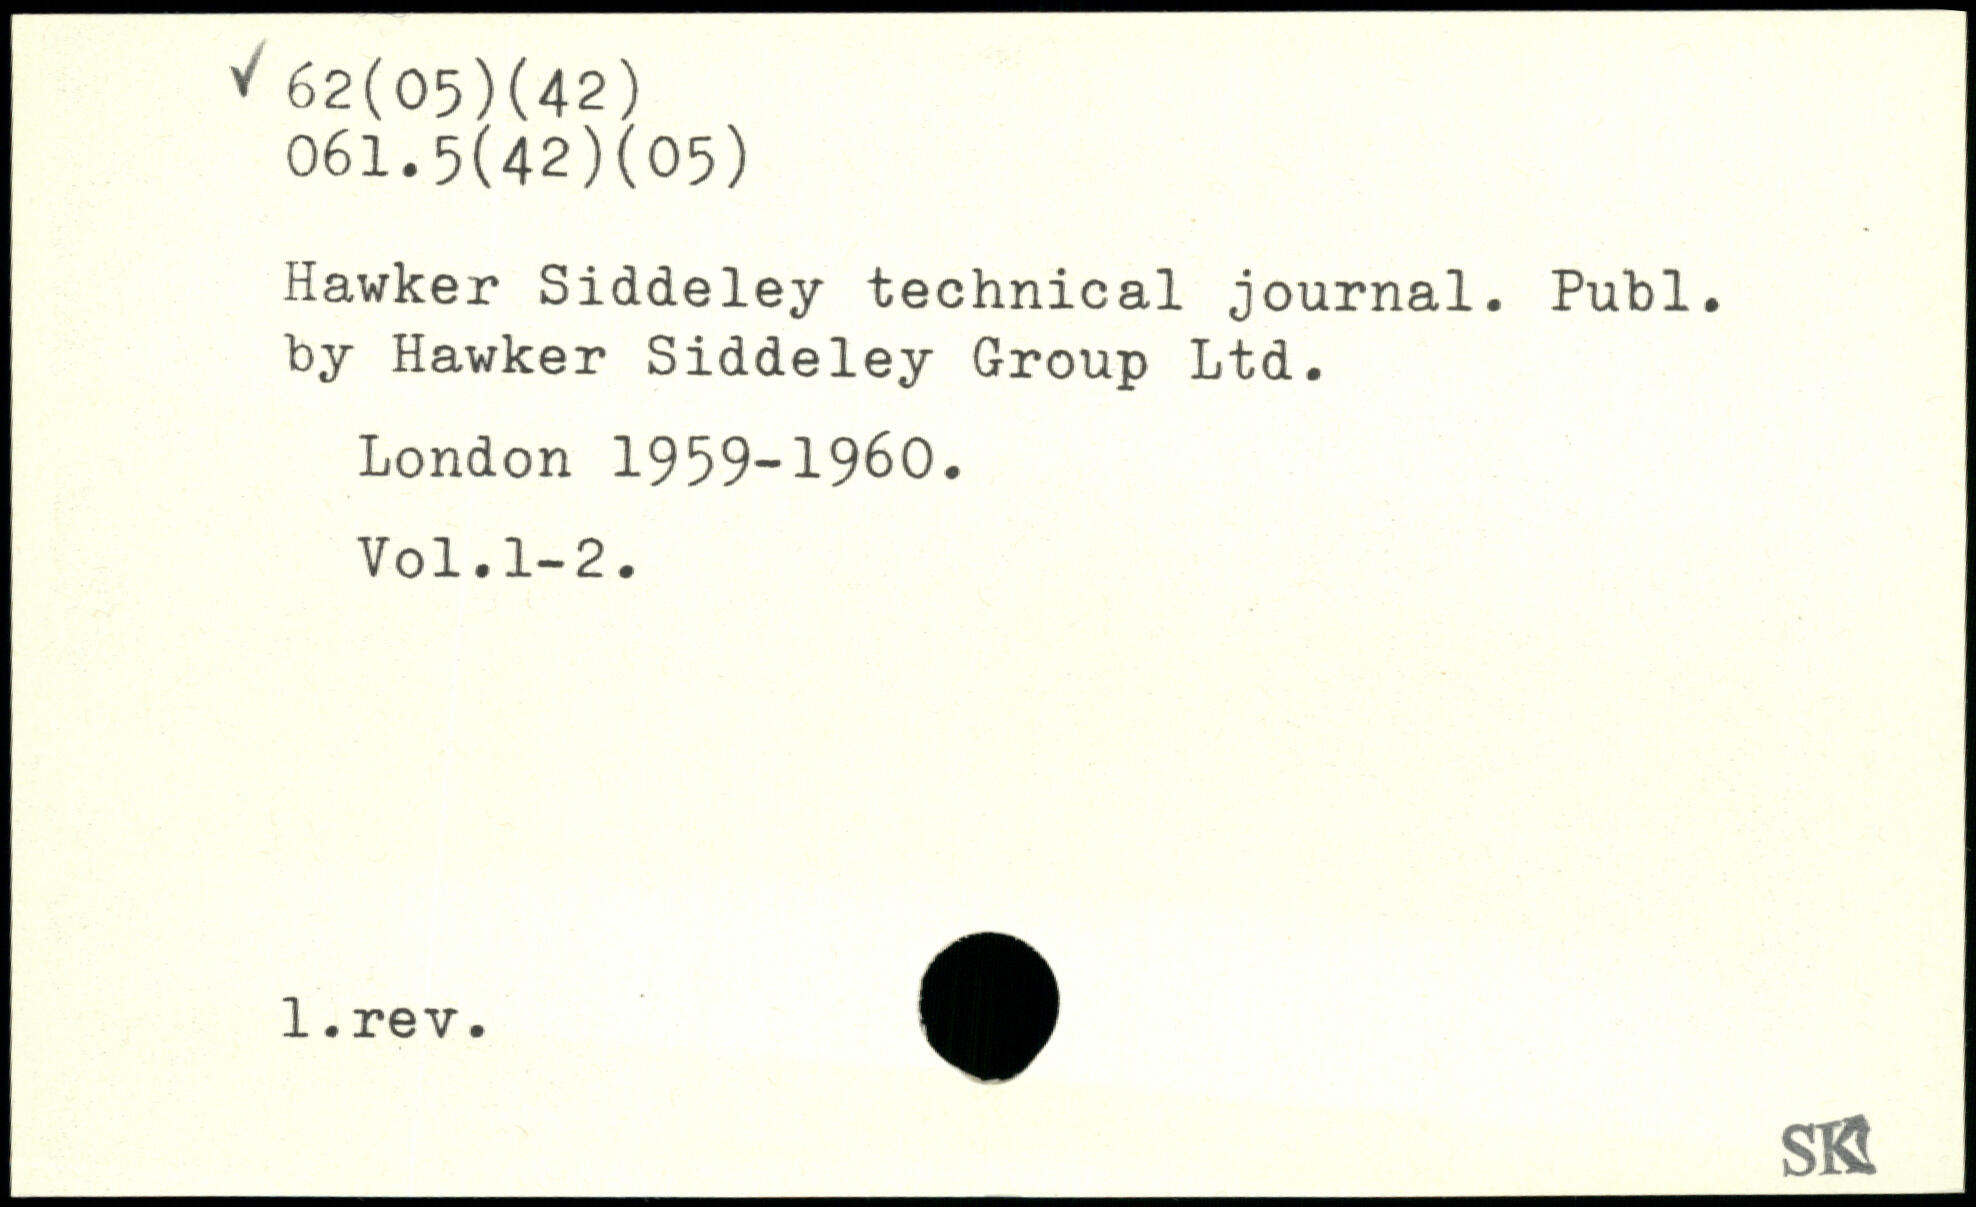 ✓ 62(05)(42)
061.5(42)(05)
Hawker Siddeley technical journal. Publ.
by Hawker Siddeley Group Ltd.
London 1959-1960.
Vol.1-2.
1.rev.
SK